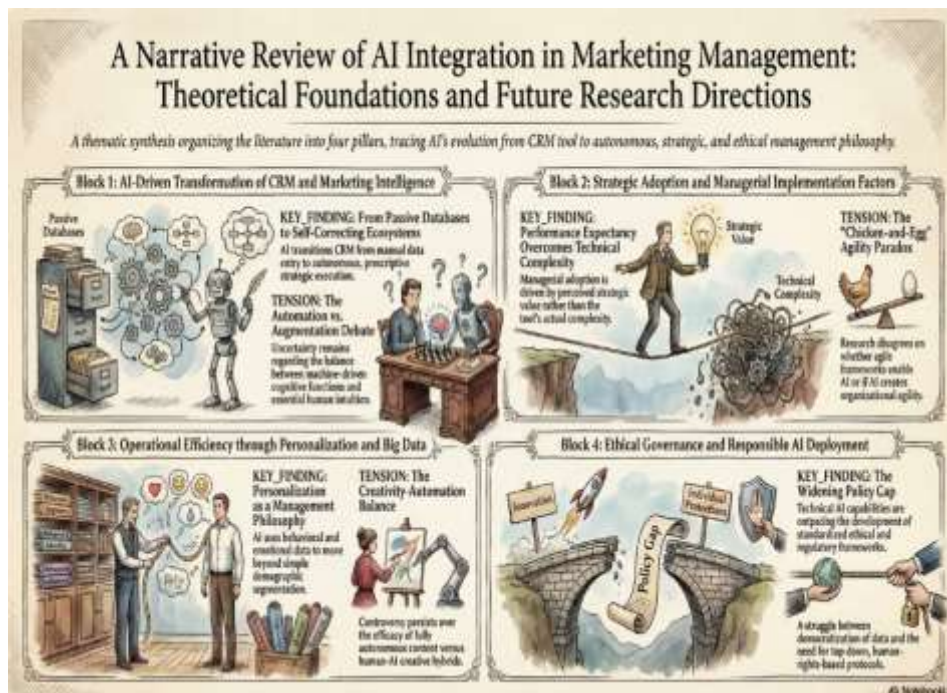 A Narrative Review of AI Integration in Marketing Management:
Theoretical Foundations and Future Research Directions
A thematic synthesis organizing the literature into four pillars, tracing AI's evolution from CRM tool to autonomous, strategic, and ethical management philosophy.
Block 1: AI-Driven Transformation of CRM and Marketing Intelligence
Passive
Databases
KEY_FINDING: From Passive Databases
to Self-Correcting Ecosystems
AI transitions CRM from manual data
entry to autonomous, prescriptive
strategic execution.
TENSION: The
Automation vs.
Augmentation Debate
Uncertainty remains
regarding the balance
between machine-driven
cognitive functions and
essential human intuition.
Block 2: Strategic Adoption and Managerial Implementation Factors
KEY_FINDING:
Performance Expectancy
Overcomes Technical
Complexity
Managerial adoption is
driven by perceived strategic
value rather than the
tool's actual complexity.
Strategic
Value
Technical
Complexity
TENSION: The
"Chicken-and-Egg"
Agility Paradox
Research disagrees on
whether agile
frameworks enable
AI or if AI creates
organizational agility.
Block 3: Operational Efficiency through Personalization and Big Data
KEY_FINDING:
Personalization
as a Management
Philosophy
AI uses behavioral and
emotional data to move
beyond simple
demographic
segmentation.
TENSION: The
Creativity-Automation
Balance
Controversy persists over
the efficacy of fully
autonomous content versus
human-AI creative hybrids.
Block 4: Ethical Governance and Responsible AI Deployment
Innovation
Individual
Protections
Policy Gap
KEY_FINDING: The
Widening Policy Gap
Technical AI capabilities are
outpacing the development of
standardized ethical and
regulatory frameworks.
A struggle between
democratization of data and the
need for top-down, human-
rights-based protocols.